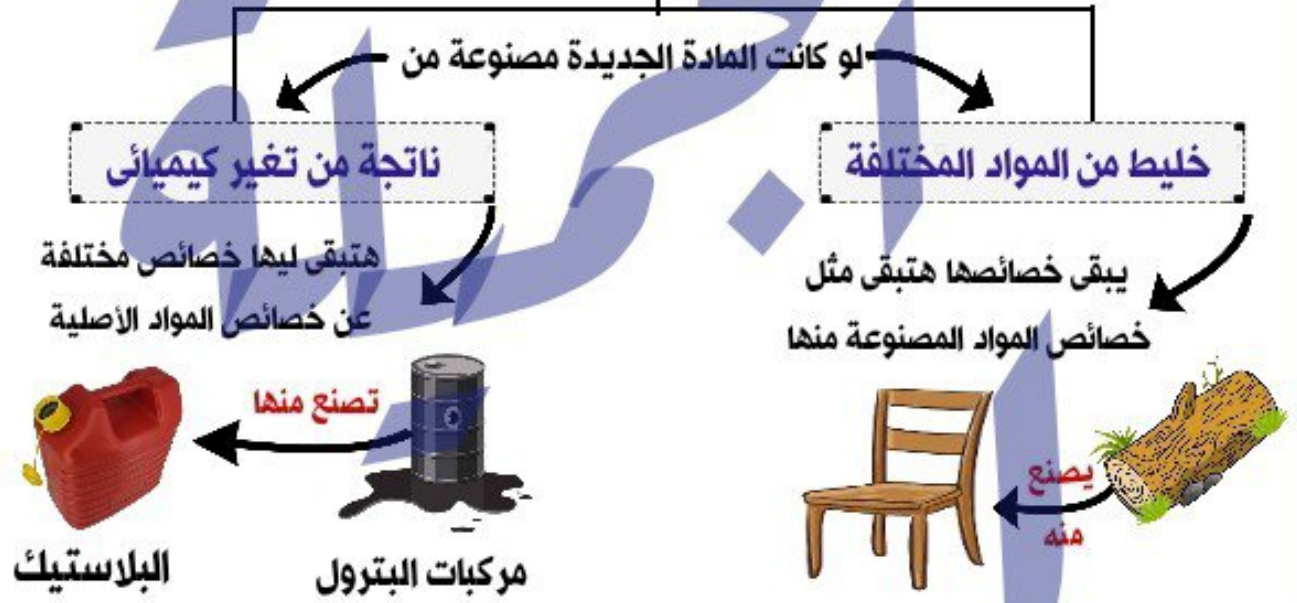 لو كانت المادة الجديدة مصنوعة من
خليط من المواد المختلفة
يبقى خصائصها هتبقى مثل
خصائص المواد المصنوعة منها
يصنع
منه
ناتجة من تغير كيميائى
هتبقى ليها خصائص مختلفة
عن خصائص المواد الأصلية
تصنع منها
مركبات البترول
البلاستيك